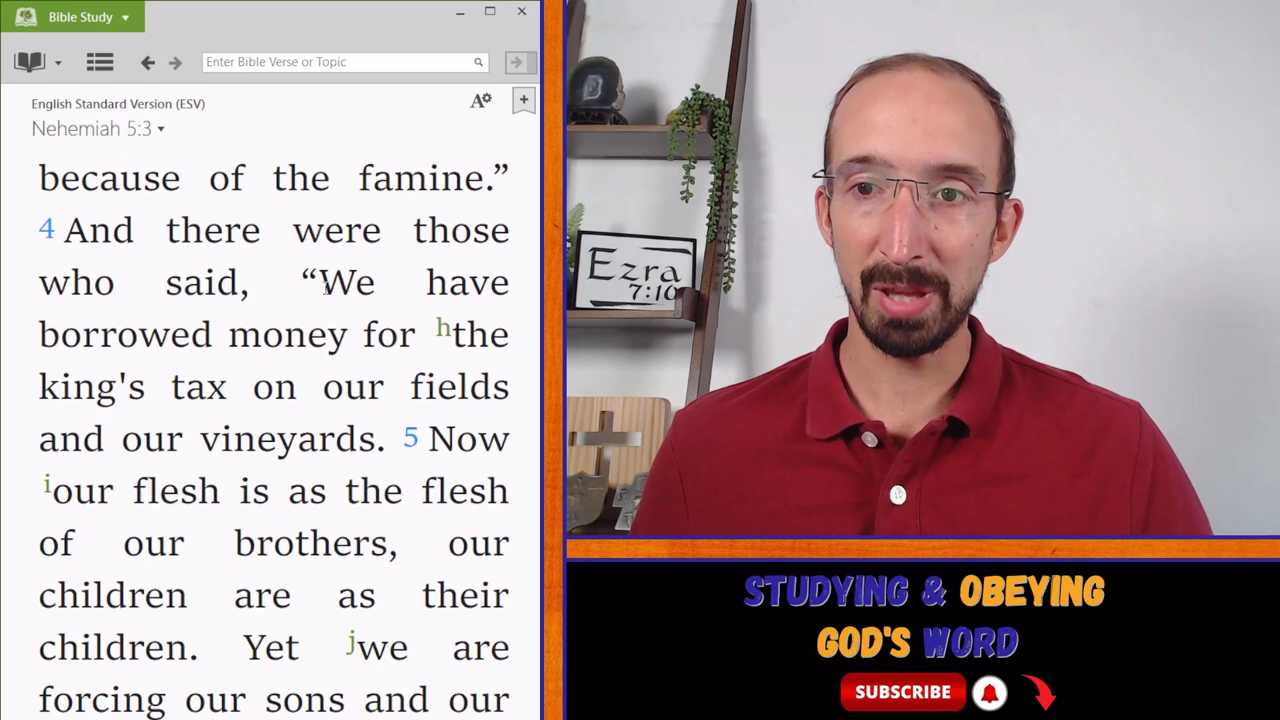 Bible Study
Enter Bible Verse or Topic
English Standard Version (ESV)
Nehemiah 5:3
because of the famine.”
4 And there were those
who said, “We have
borrowed money for hthe
king's tax on our fields
and our vineyards. 5 Now
iour flesh is as the flesh
of our brothers, our
children are as their
children. Yet jwe are
forcing our sons and our
Ezra
7:10
STUDYING & OBEYING
GOD'S WORD
SUBSCRIBE